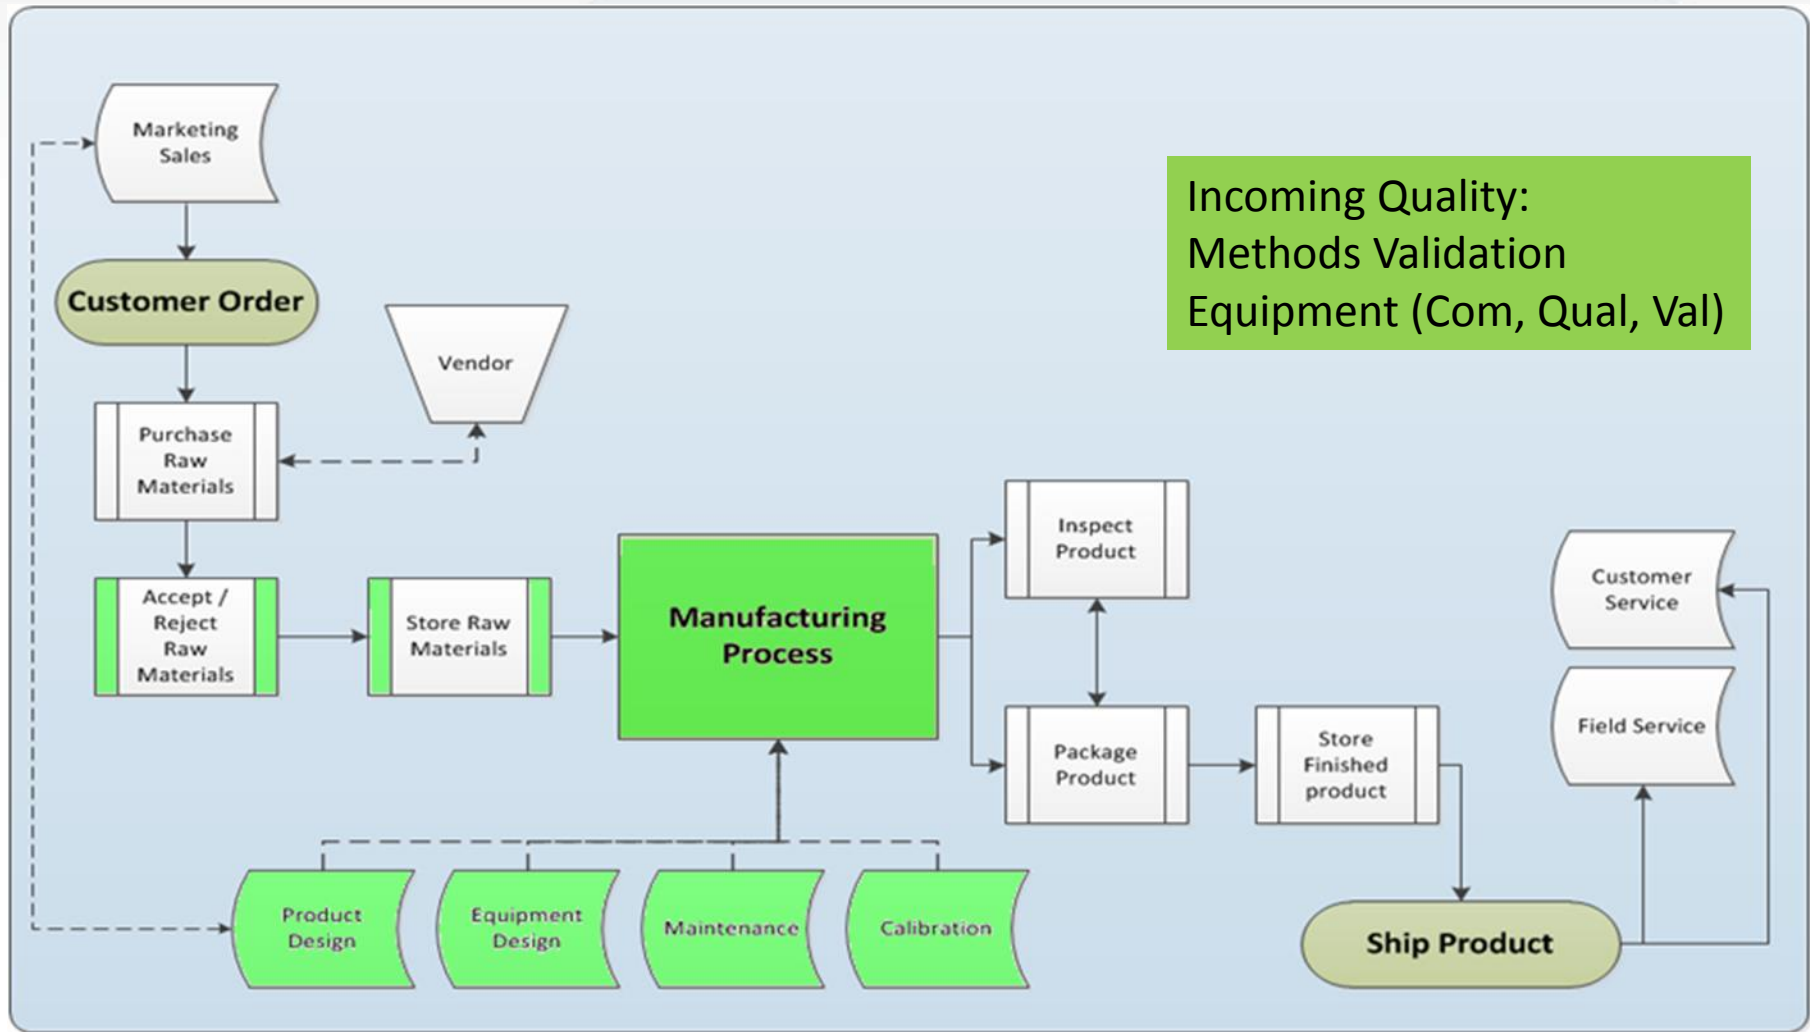 Marketing
Sales
Incoming Quality:
Methods Validation
Equipment (Com, Qual, Val)
Customer Order
Vendor
Purchase
Raw
Materials
Accept /
Reject
Raw
Materials
Store Raw
Materials
Manufacturing
Process
Inspect
Product
Package
Product
Store
Finished
product
Customer
Service
Field Service
Product
Design
Equipment
Design
Maintenance
Calibration
Ship Product